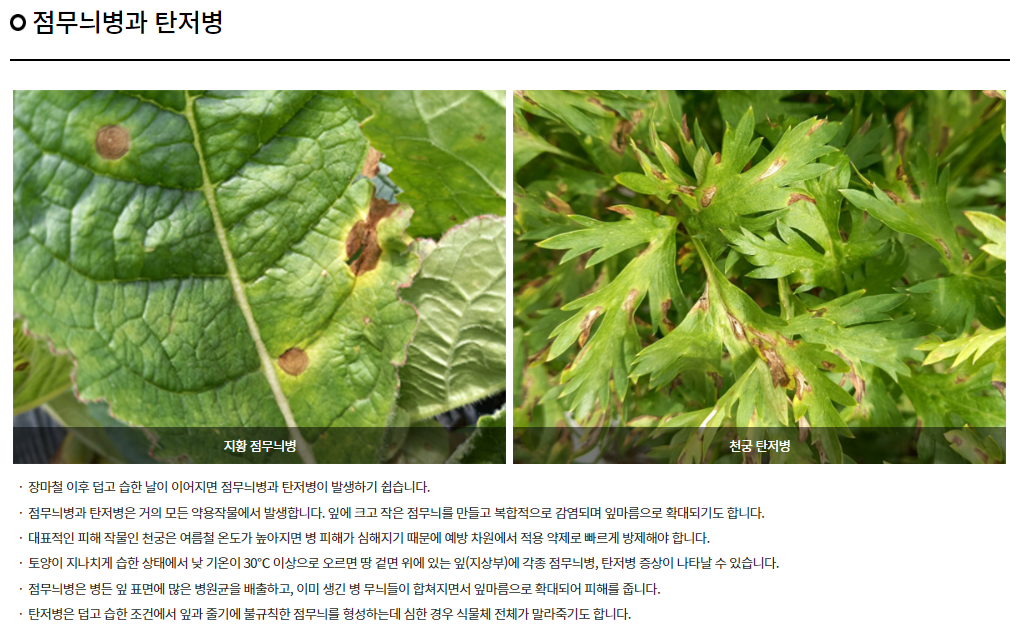 점무늬병과 탄저병
지황 점무늬병
천궁 탄저병
· 장마철 이후 덥고 습한 날이 이어지면 점무늬병과 탄저병이 발생하기 쉽습니다.
· 점무늬병과 탄저병은 거의 모든 약용작물에서 발생합니다. 잎에 크고 작은 점무늬를 만들고 복합적으로 감염되며 잎마름으로 확대되기도 합니다.
· 대표적인 피해 작물인 천궁은 여름철 온도가 높아지면 병 피해가 심해지기 때문에 예방 차원에서 적용 약제로 빠르게 방제해야 합니다.
· 토양이 지나치게 습한 상태에서 낮 기온이 30℃ 이상으로 오르면 땅 겉면 위에 있는 잎(지상부)에 각종 점무늬병, 탄저병 증상이 나타날 수 있습니다.
· 점무늬병은 병든 잎 표면에 많은 병원균을 배출하고, 이미 생긴 병 무늬들이 합쳐지면서 잎마름으로 확대되어 피해를 줍니다.
· 탄저병은 덥고 습한 조건에서 잎과 줄기에 불규칙한 점무늬를 형성하는데 심한 경우 식물체 전체가 말라죽기도 합니다.